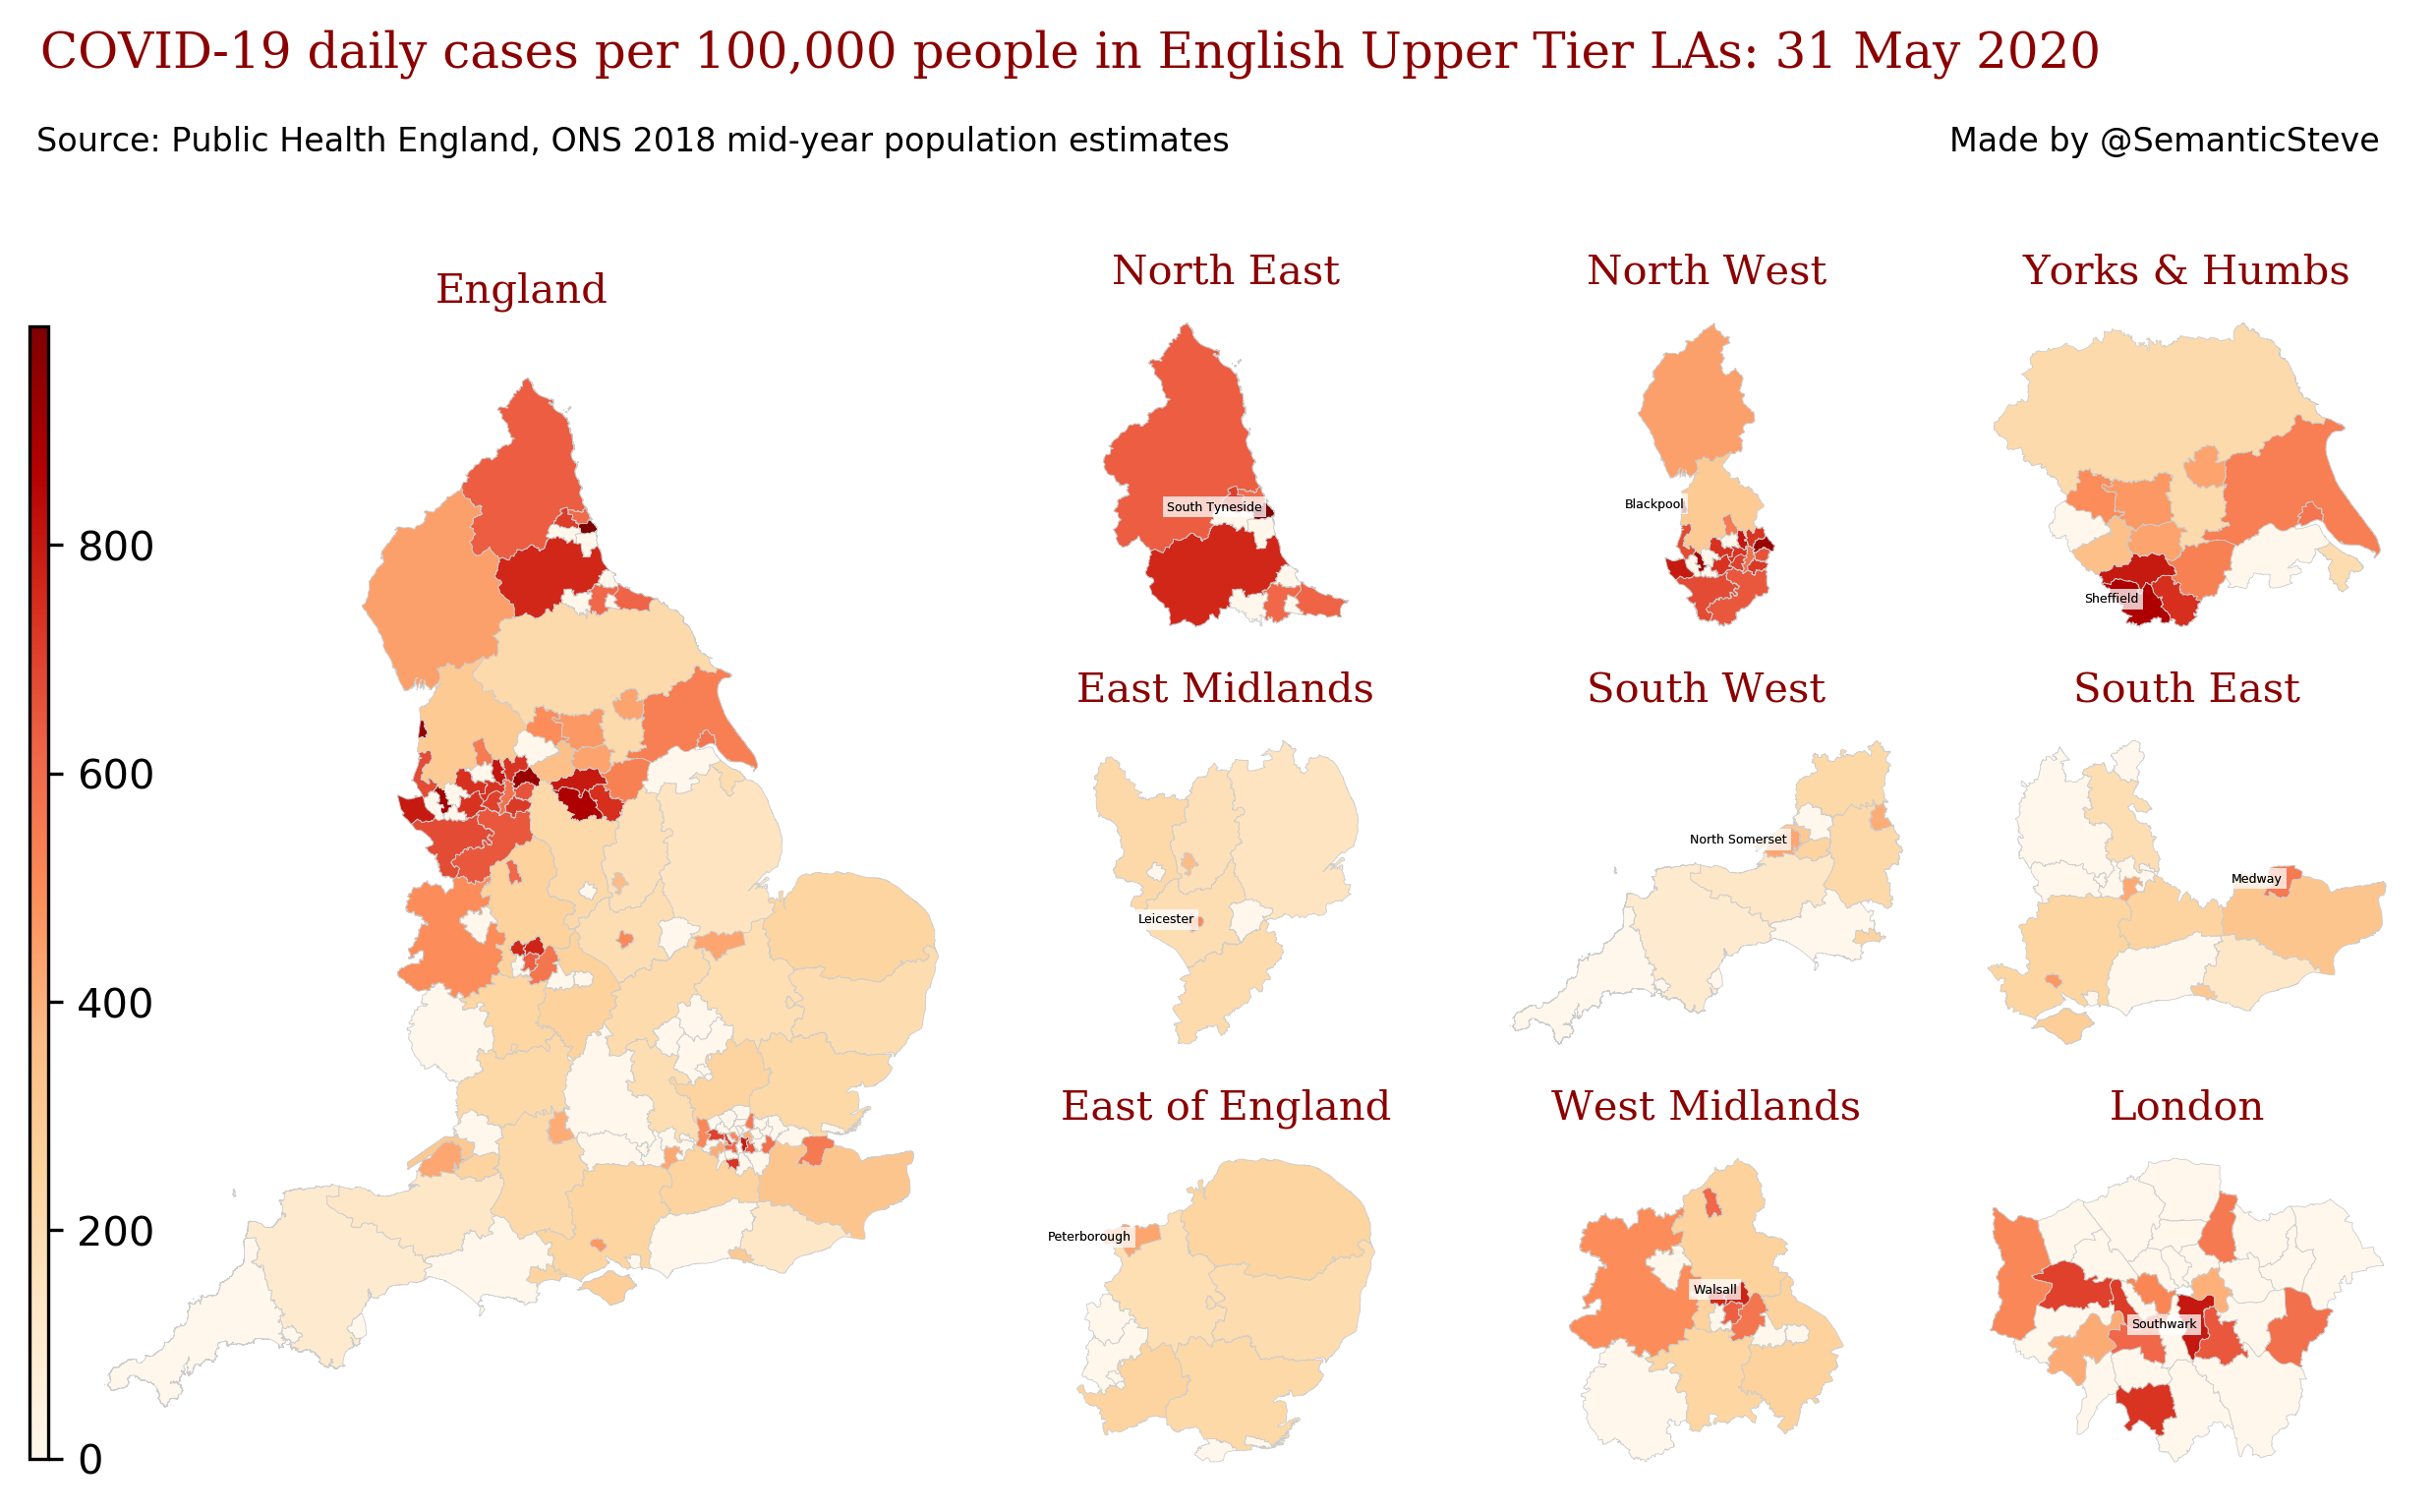 COVID-19 daily cases per 100,000 people in English Upper Tier LAs: 31 May 2020
Source: Public Health England, ONS 2018 mid-year population estimates
Made by @SemanticSteve
England
800
600
400
200
0
North East
South Tyneside
North West
Blackpool
Yorks & Humbs
Sheffield
East Midlands
Leicester
South West
North Somerset
South East
Medway
East of England
Peterborough
West Midlands
Walsall
London
Southwark